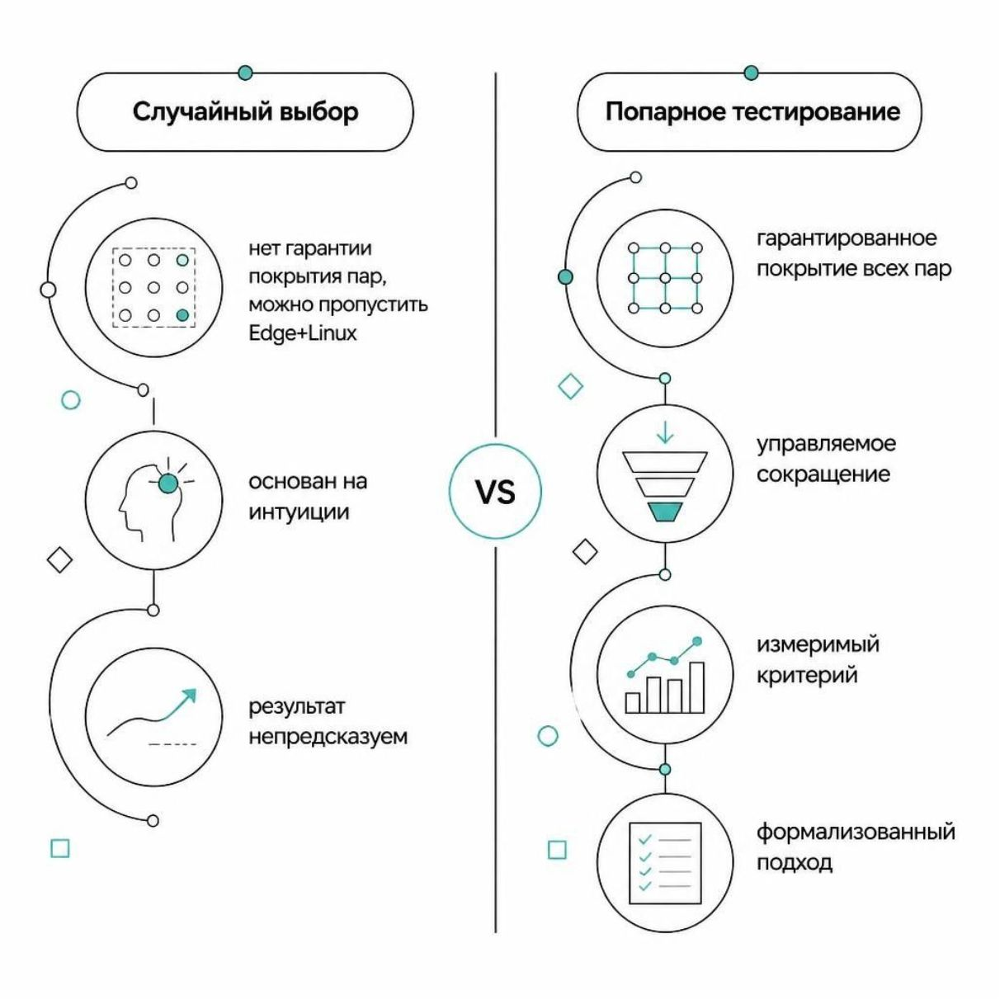 Случайный выбор
нет гарантии
покрытия пар,
можно пропустить
Edge+Linux
основан на
интуиции
результат
непредсказуем
VS
Попарное тестирование
гарантированное
покрытие всех пар
управляемое
сокращение
измеримый
критерий
формализованный
подход